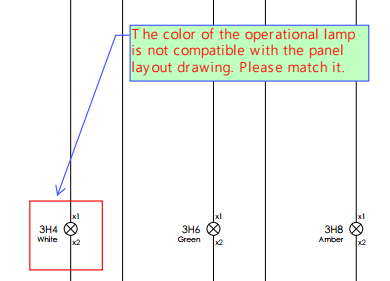 The color of the operational lamp
is not compatible with the panel
layout drawing. Please match it.
x1 x1 x1
3H4 3H6 3H8
White Green Amber
x2 x2 x2